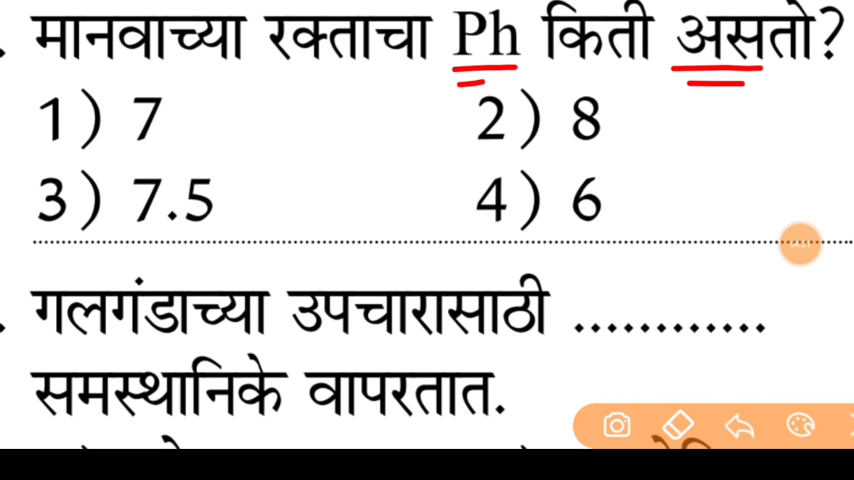 . मानवाच्या रक्ताचा Ph किती असतो?
1) 7 2) 8
3) 7.5 4) 6
. गलगंडाच्या उपचारासाठी ............
समस्थानिके वापरतात.